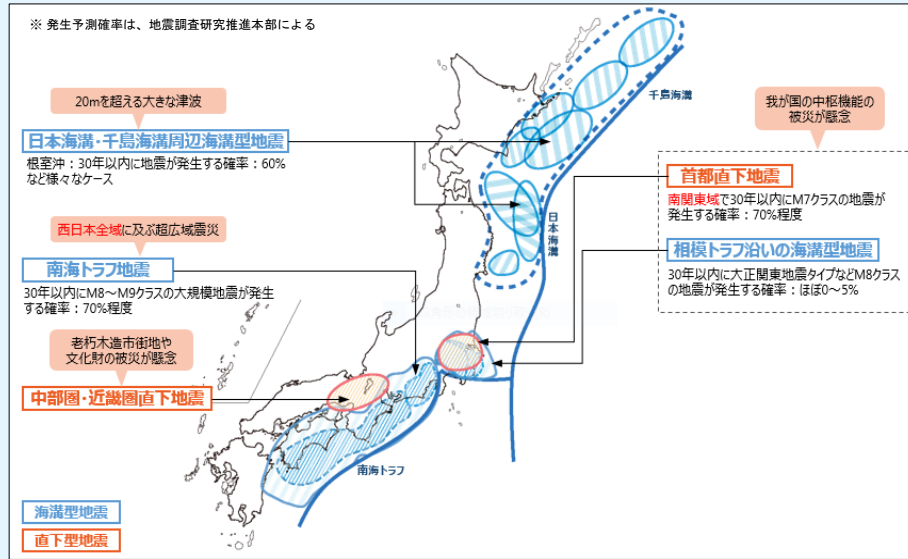 ※ 発生予測確率は、地震調査研究推進本部による
20mを超える大きな津波
日本海溝・千島海溝周辺海溝型地震
根室沖：30年以内に地震が発生する確率：60%
など様々なケース
西日本全域に及ぶ超広域震災
南海トラフ地震
30年以内にM8～M9クラスの大規模地震が発生
する確率：70%程度
老朽木造市街地や
文化財の被災が懸念
中部圏・近畿圏直下地震
千島海溝
日本海溝
南海トラフ
我が国の中枢機能の
被災が懸念
首都直下地震
南関東域で30年以内にM7クラスの地震が
発生する確率：70%程度
相模トラフ沿いの海溝型地震
30年以内に大正関東地震タイプなどM8クラス
の地震が発生する確率：ほぼ0～5%
海溝型地震
直下型地震